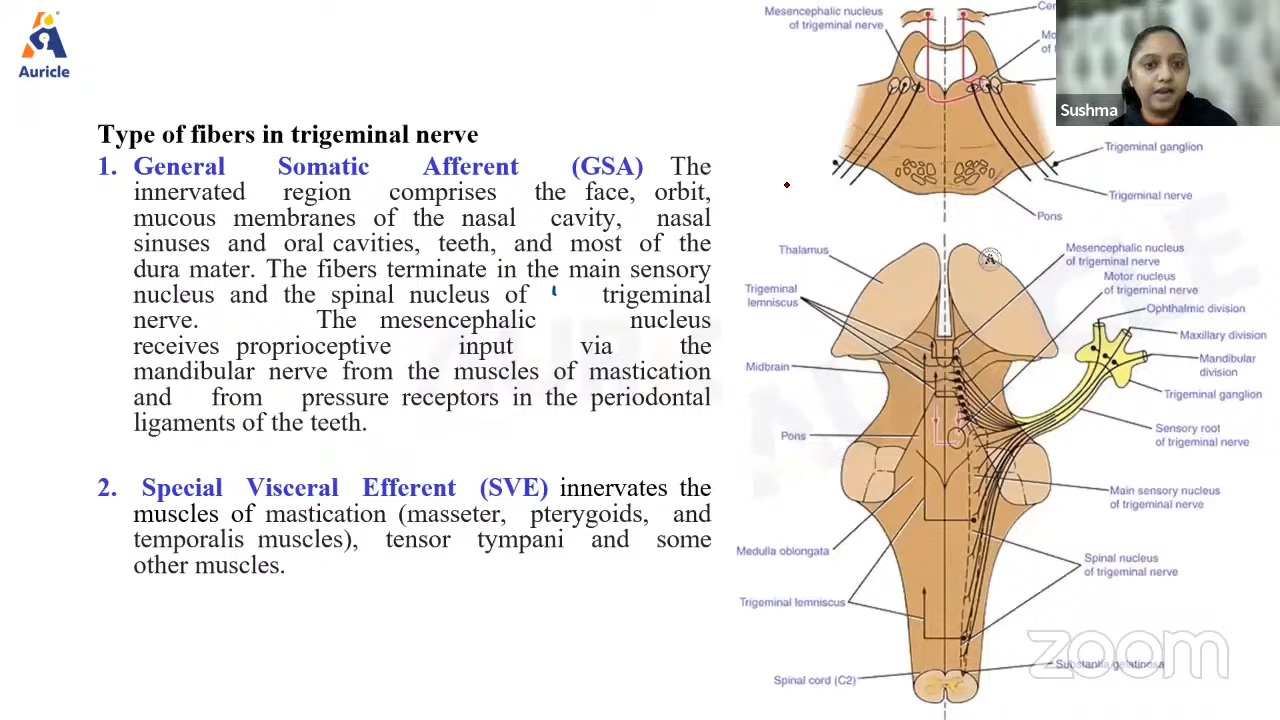 Auricle
Type of fibers in trigeminal nerve
1. General Somatic Afferent (GSA) The
innervated region comprises the face, orbit,
mucous membranes of the nasal cavity, nasal
sinuses and oral cavities, teeth, and most of the
dura mater. The fibers terminate in the main sensory
nucleus and the spinal nucleus of trigeminal
nerve. The mesencephalic nucleus
receives proprioceptive input via the
mandibular nerve from the muscles of mastication
and from pressure receptors in the periodontal
ligaments of the teeth.
2. Special Visceral Efferent (SVE) innervates the
muscles of mastication (masseter, pterygoids, and
temporalis muscles), tensor tympani and some
other muscles.
Mesencephalic nucleus
of trigeminal nerve
Sushma
Trigeminal ganglion
Trigeminal nerve
Pons
Thalamus
Trigeminal
lemniscus
Midbrain
Pons
Medulla oblongata
Trigeminal lemniscus
Spinal cord (C2)
Mesencephalic nucleus
of trigeminal nerve
Motor nucleus
of trigeminal nerve
Ophthalmic division
Maxillary division
Mandibular
division
Trigeminal ganglion
Sensory root
of trigeminal nerve
Main sensory nucleus
of trigeminal nerve
Spinal nucleus
of trigeminal nerve
Substantia gelatinosa
zoom